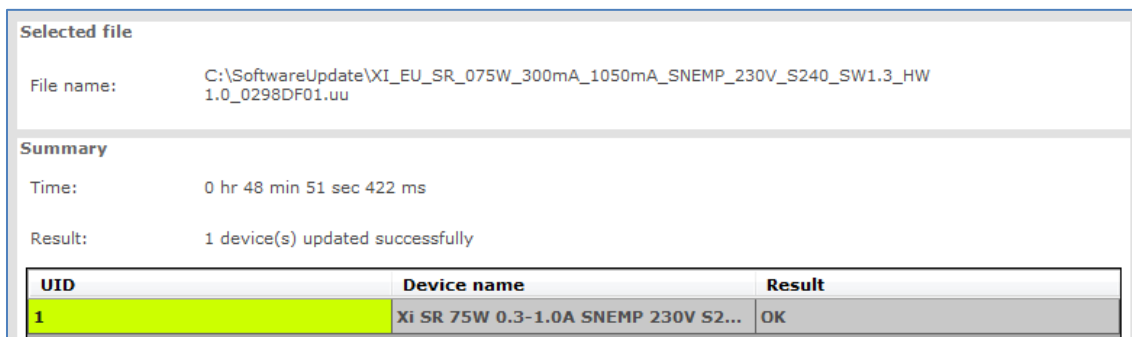 Selected file
File name: C:\SoftwareUpdate\XI_EU_SR_075W_300mA_1050mA_SNEMP_230V_S240_SW1.3_HW
1.0_0298DF01.uu
Summary
Time: 0 hr 48 min 51 sec 422 ms
Result: 1 device(s) updated successfully
UID Device name Result
1 Xi SR 75W 0.3-1.0A SNEMP 230V S2... OK